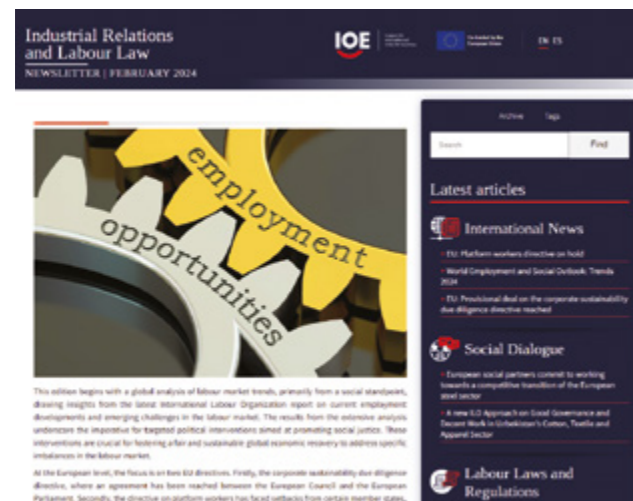 Industrial Relations
and Labour Law
NEWSLETTER | FEBRUARY 2024
IOE
Co-funded by the
European Union
EN ES
Archive Tags
Search Find
employment
opportunities
Latest articles
International News
EU: Platform workers directive on hold
World Employment and Social Outlook: Trends
2024
EU: Provisional deal on the corporate sustainability
due diligence directive reached
Social Dialogue
European social partners commit to working
towards a competitive transition of the European
steel sector
A new ILO Approach on Good Governance and
Decent Work in Uzbekistan's Cotton, Textile and
Apparel Sector
Labour Laws and
Regulations
This edition begins with a global analysis of labour market trends, primarily from a social standpoint,
drawing insights from the latest International Labour Organization report on current employment
developments and emerging challenges in the labour market. The results from the extensive analysis
underscore the imperative for targeted political interventions aimed at promoting social justice. These
interventions are crucial for fostering a fair and sustainable global economic recovery to address specific
imbalances in the labour market.
At the European level, the focus is on two EU directives. Firstly, the corporate sustainability due diligence
directive, where an agreement has been reached between the European Council and the European
Parliament. Secondly, the directive on platform workers has faced setbacks from certain member states,